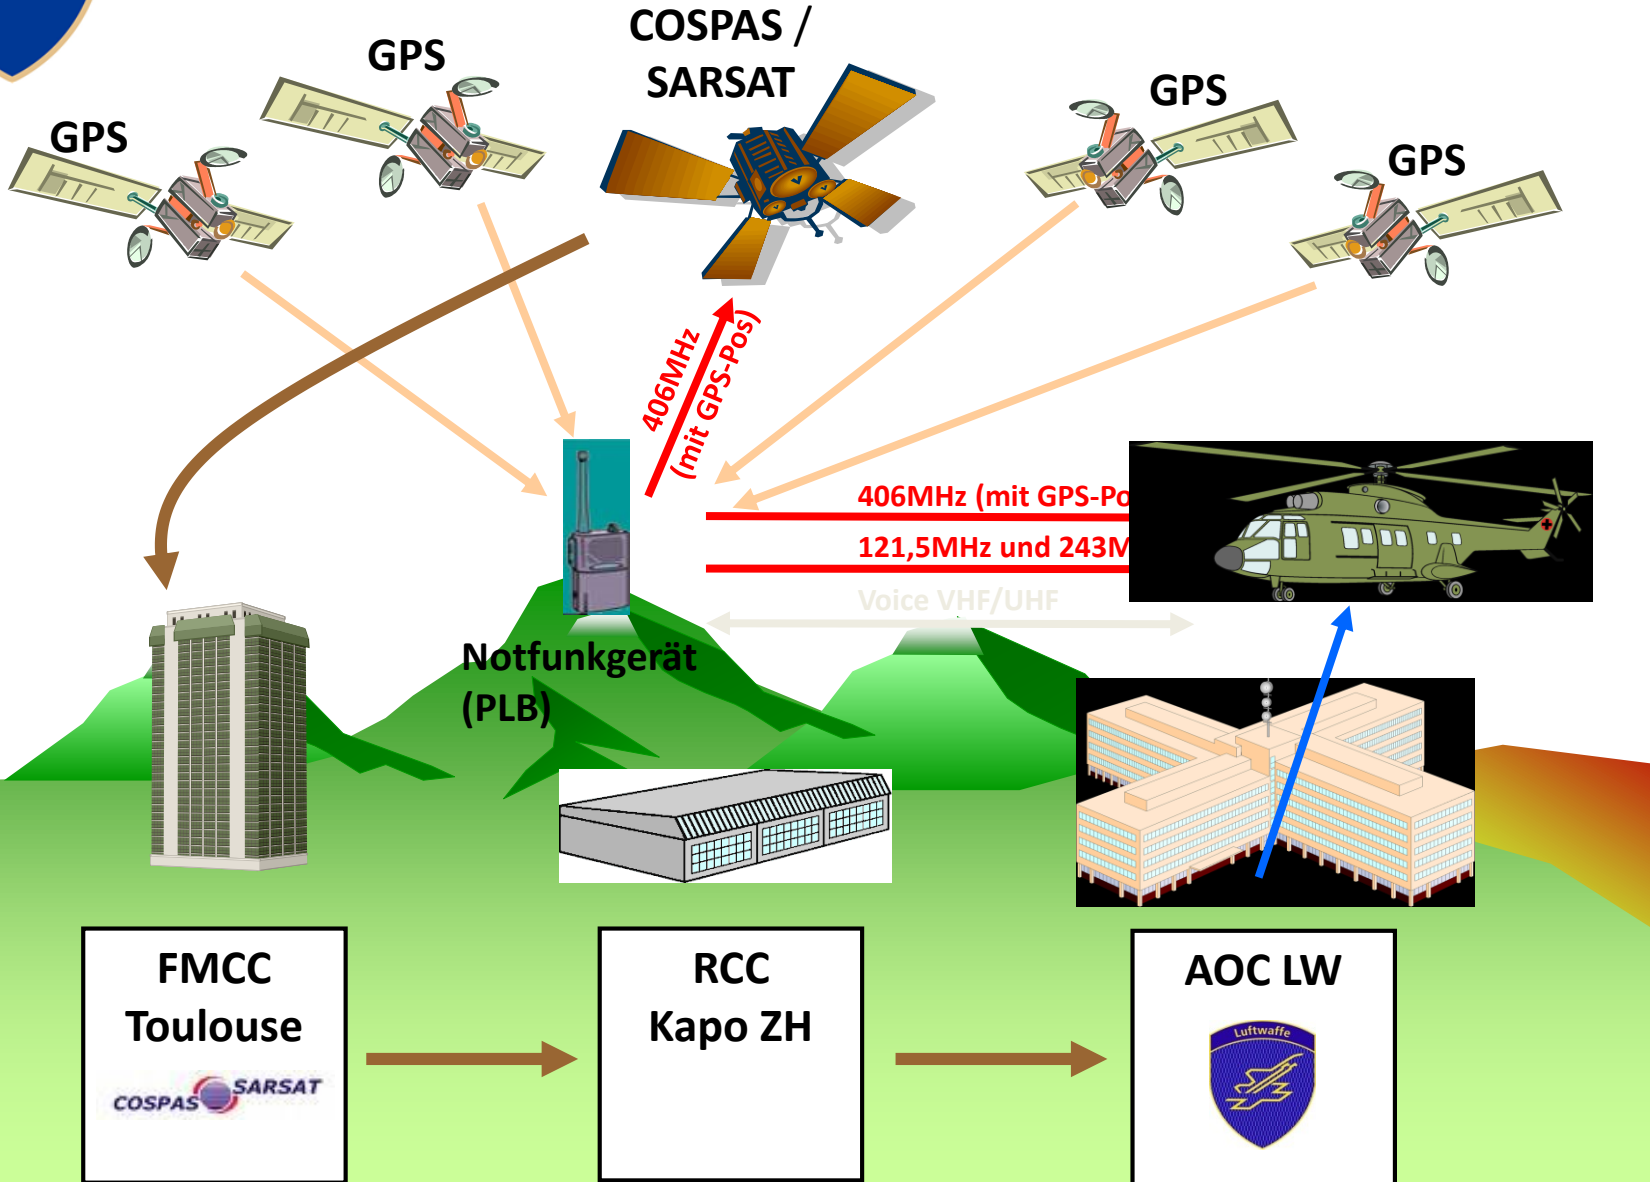 COSPAS /
SARSAT
GPS
GPS
GPS
GPS
406MHz
(mit GPS-Pos)
406MHz (mit GPS-Po
121,5MHz und 243M
Voice VHF/UHF
Notfunkgerät
(PLB)
FMCC
Toulouse
COSPAS SARSAT
RCC
Kapo ZH
AOC LW
Luftwaffe